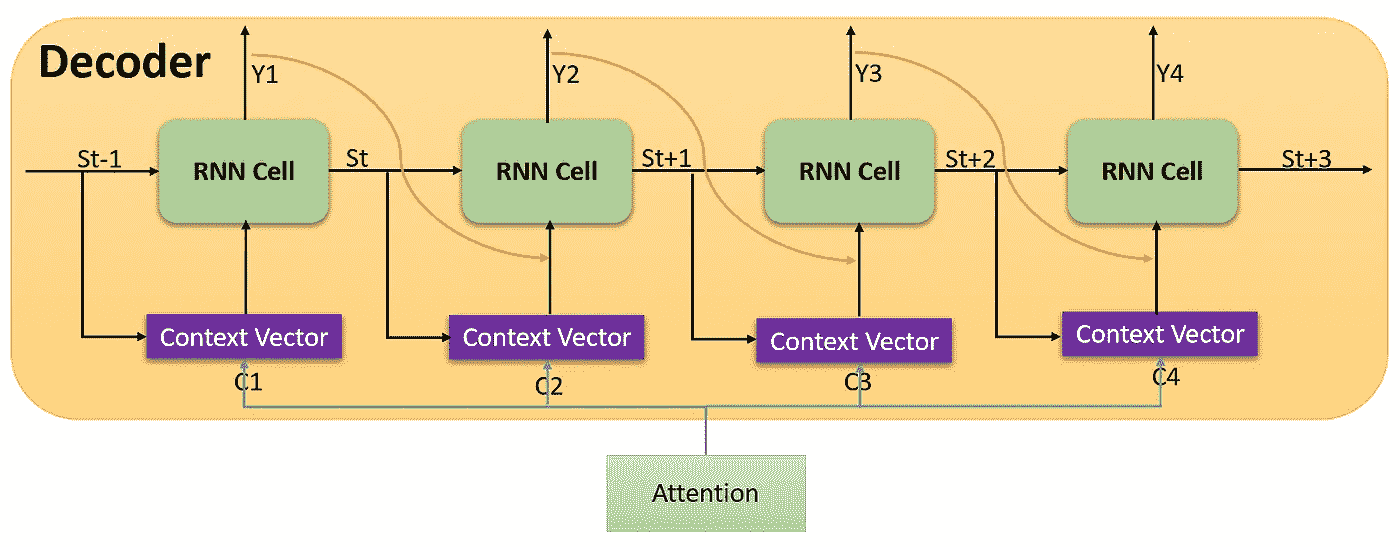 Decoder
Y1
Y2
Y3
Y4
St-1
RNN Cell
St
RNN Cell
St+1
RNN Cell
St+2
RNN Cell
St+3
Context Vector
Context Vector
Context Vector
Context Vector
C1
C2
C3
C4
Attention